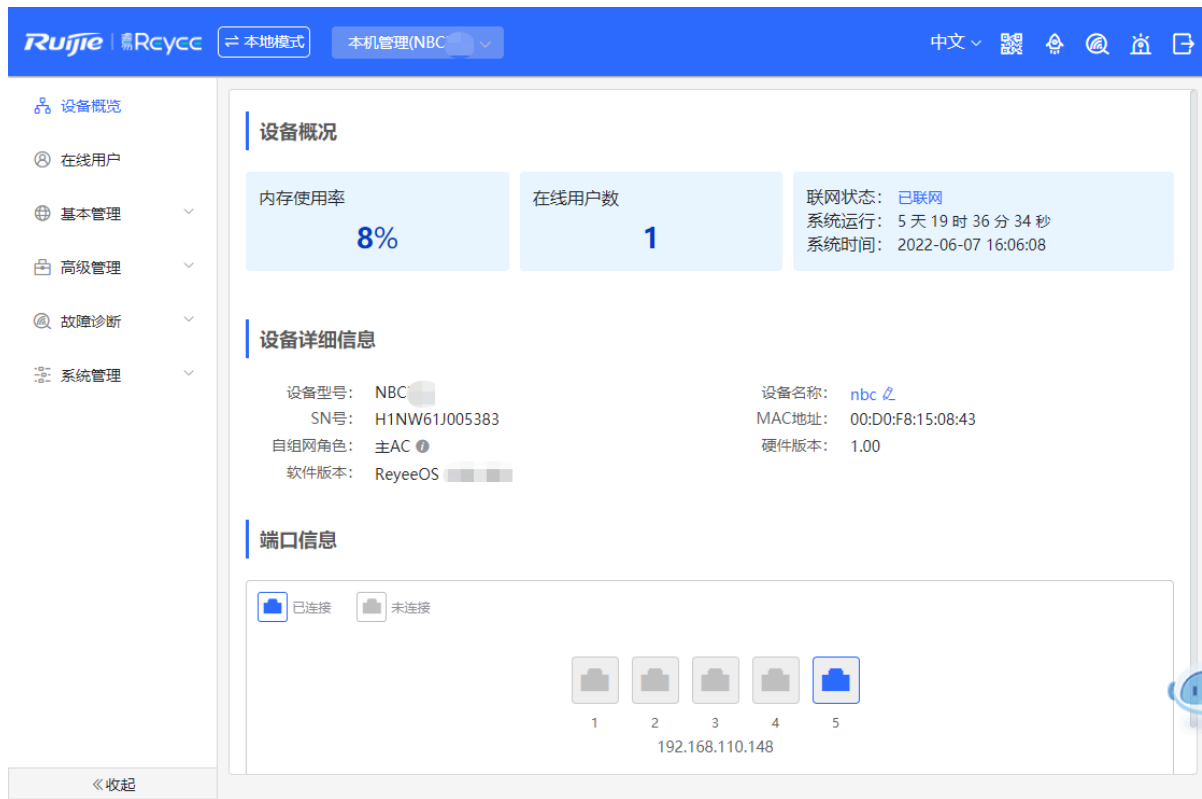 Ruijie 睿易Reyee 本地模式 本机管理(NBC
中文
设备概览
在线用户
基本管理
高级管理
故障诊断
系统管理
收起
设备概况
内存使用率
8%
在线用户数
1
联网状态: 已联网
系统运行: 5 天 19 时 36 分 34 秒
系统时间: 2022-06-07 16:06:08
设备详细信息
设备型号: NBC
设备名称: nbc
SN号: H1NW61J005383
MAC地址: 00:D0:F8:15:08:43
自组网角色: 主AC
硬件版本: 1.00
软件版本: ReyeeOS
端口信息
已连接 未连接
1 2 3 4 5
192.168.110.148